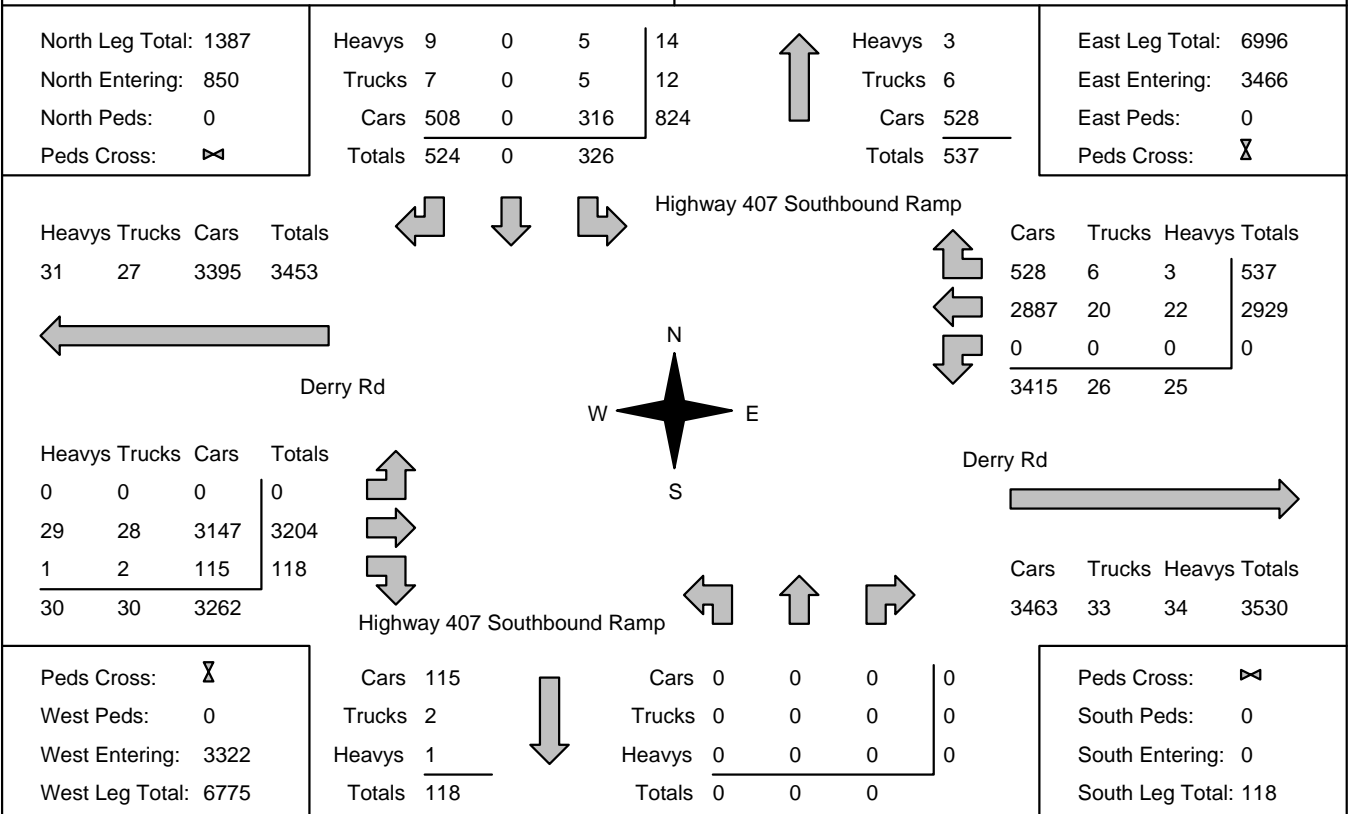 North Leg Total: 1387
North Entering: 850
North Peds: 0
Peds Cross:
Heavys 9 0 5 14
Trucks 7 0 5 12
Cars 508 0 316 824
Totals 524 0 326
Heavys 3
Trucks 6
Cars 528
Totals 537
East Leg Total: 6996
East Entering: 3466
East Peds: 0
Peds Cross:
Highway 407 Southbound Ramp
Heavys Trucks Cars Totals
31 27 3395 3453
Cars Trucks Heavys Totals
528 6 3 537
2887 20 22 2929
0 0 0 0
3415 26 25
Derry Rd
N
W E
S
Heavys Trucks Cars Totals
0 0 0 0
29 28 3147 3204
1 2 115 118
30 30 3262
Derry Rd
Cars Trucks Heavys Totals
3463 33 34 3530
Highway 407 Southbound Ramp
Peds Cross:
West Peds: 0
West Entering: 3322
West Leg Total: 6775
Cars 115
Trucks 2
Heavys 1
Totals 118
Cars 0 0 0 0
Trucks 0 0 0 0
Heavys 0 0 0 0
Totals 0 0 0
Peds Cross:
South Peds: 0
South Entering: 0
South Leg Total: 118